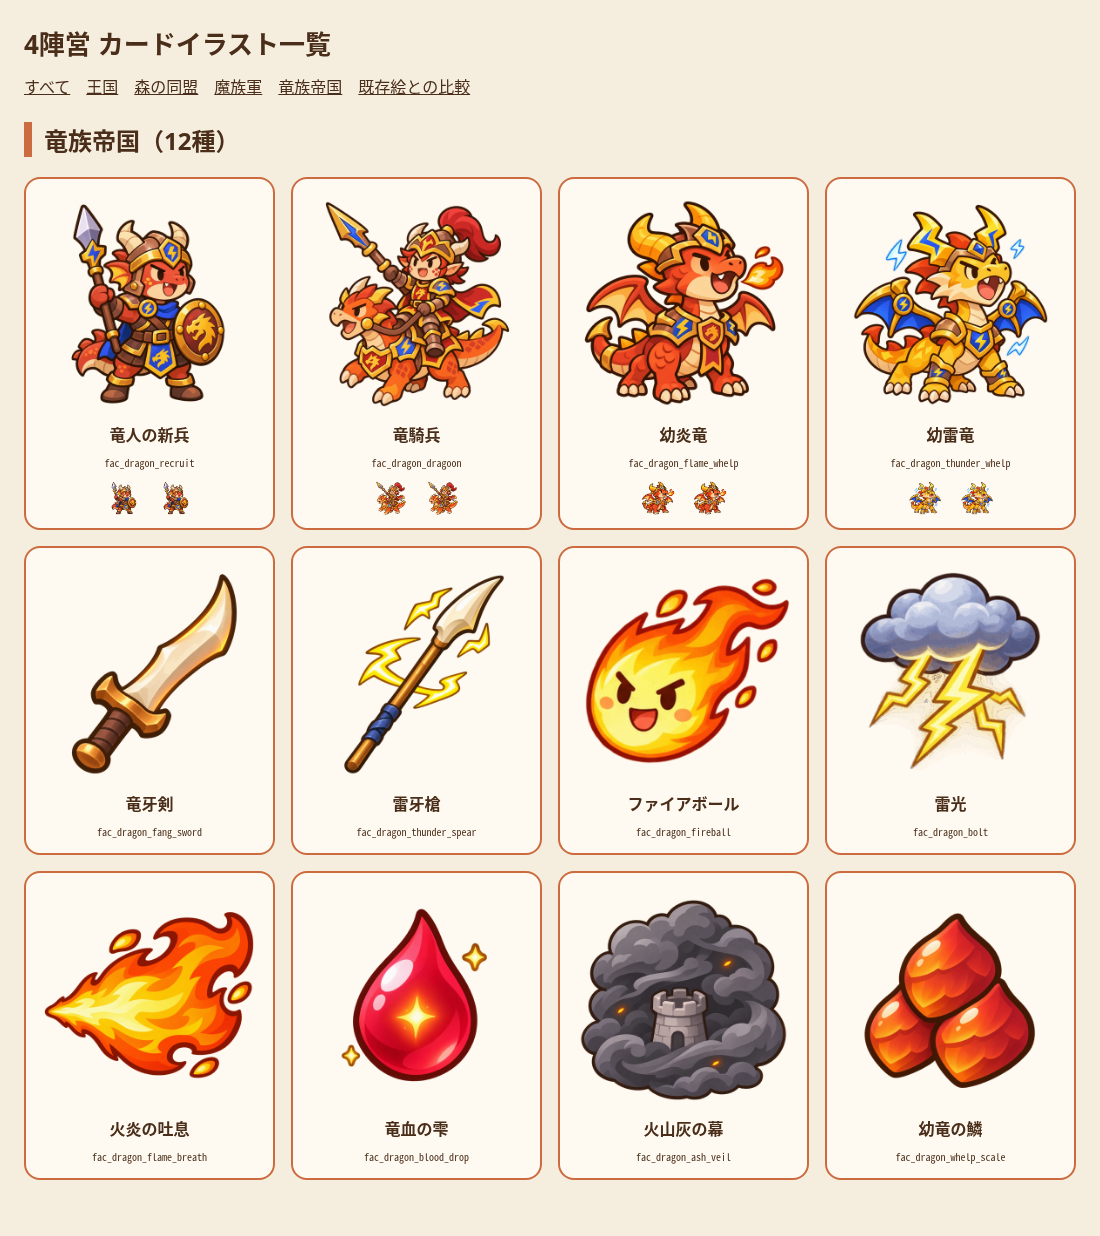 4陣営 カードイラスト一覧
すべて 王国 森の同盟 魔族軍 竜族帝国 既存絵との比較
竜族帝国（12種）
竜人の新兵
fac_dragon_recruit
竜騎兵
fac_dragon_dragoon
幼炎竜
fac_dragon_flame_whelp
幼雷竜
fac_dragon_thunder_whelp
竜牙剣
fac_dragon_fang_sword
雷牙槍
fac_dragon_thunder_spear
ファイアボール
fac_dragon_fireball
雷光
fac_dragon_bolt
火炎の吐息
fac_dragon_flame_breath
竜血の雫
fac_dragon_blood_drop
火山灰の幕
fac_dragon_ash_veil
幼竜の鱗
fac_dragon_whelp_scale